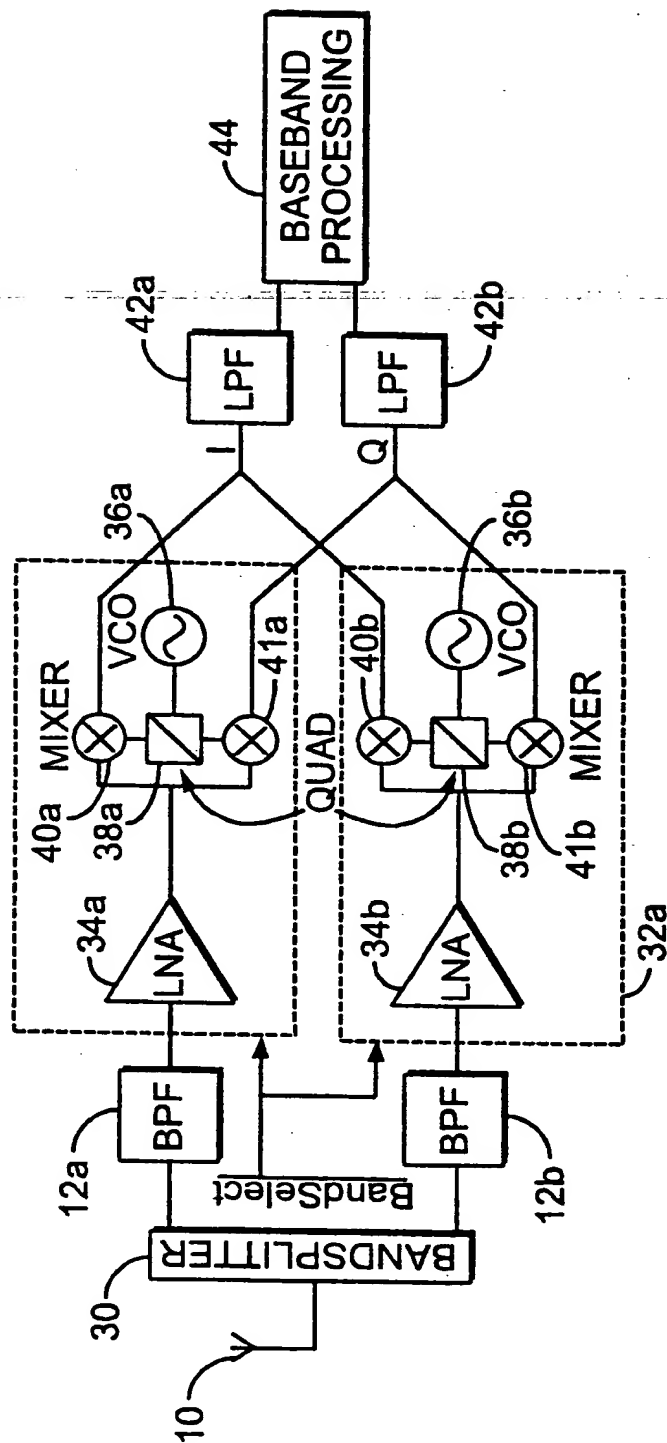 10
30
BANDSPLITTER
12a
BPF
BandSelect
12b
BPF
34a
LNA
34b
LNA
32a
MIXER
40a
38a
VCO
36a
41a
QUAD
40b
38b
VCO
36b
41b
MIXER
I
Q
42a
LPF
42b
LPF
44
BASEBAND
PROCESSING